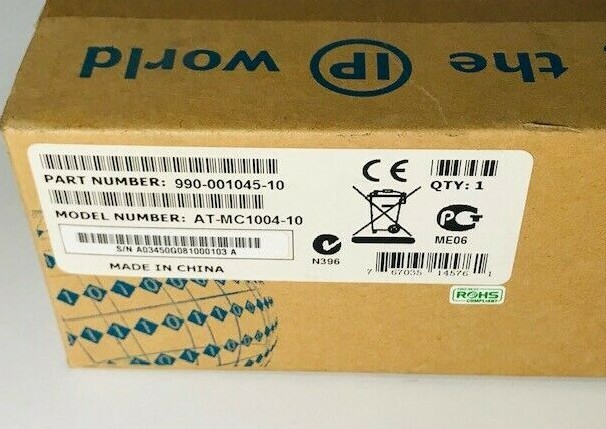 the IP world
PART NUMBER: 990-001045-10
MODEL NUMBER: AT-MC1004-10
S/N A03450G081000103 A
MADE IN CHINA
CE
QTY: 1
N396
ME06
7 67035 14576 1
ROHS
COMPLIANT